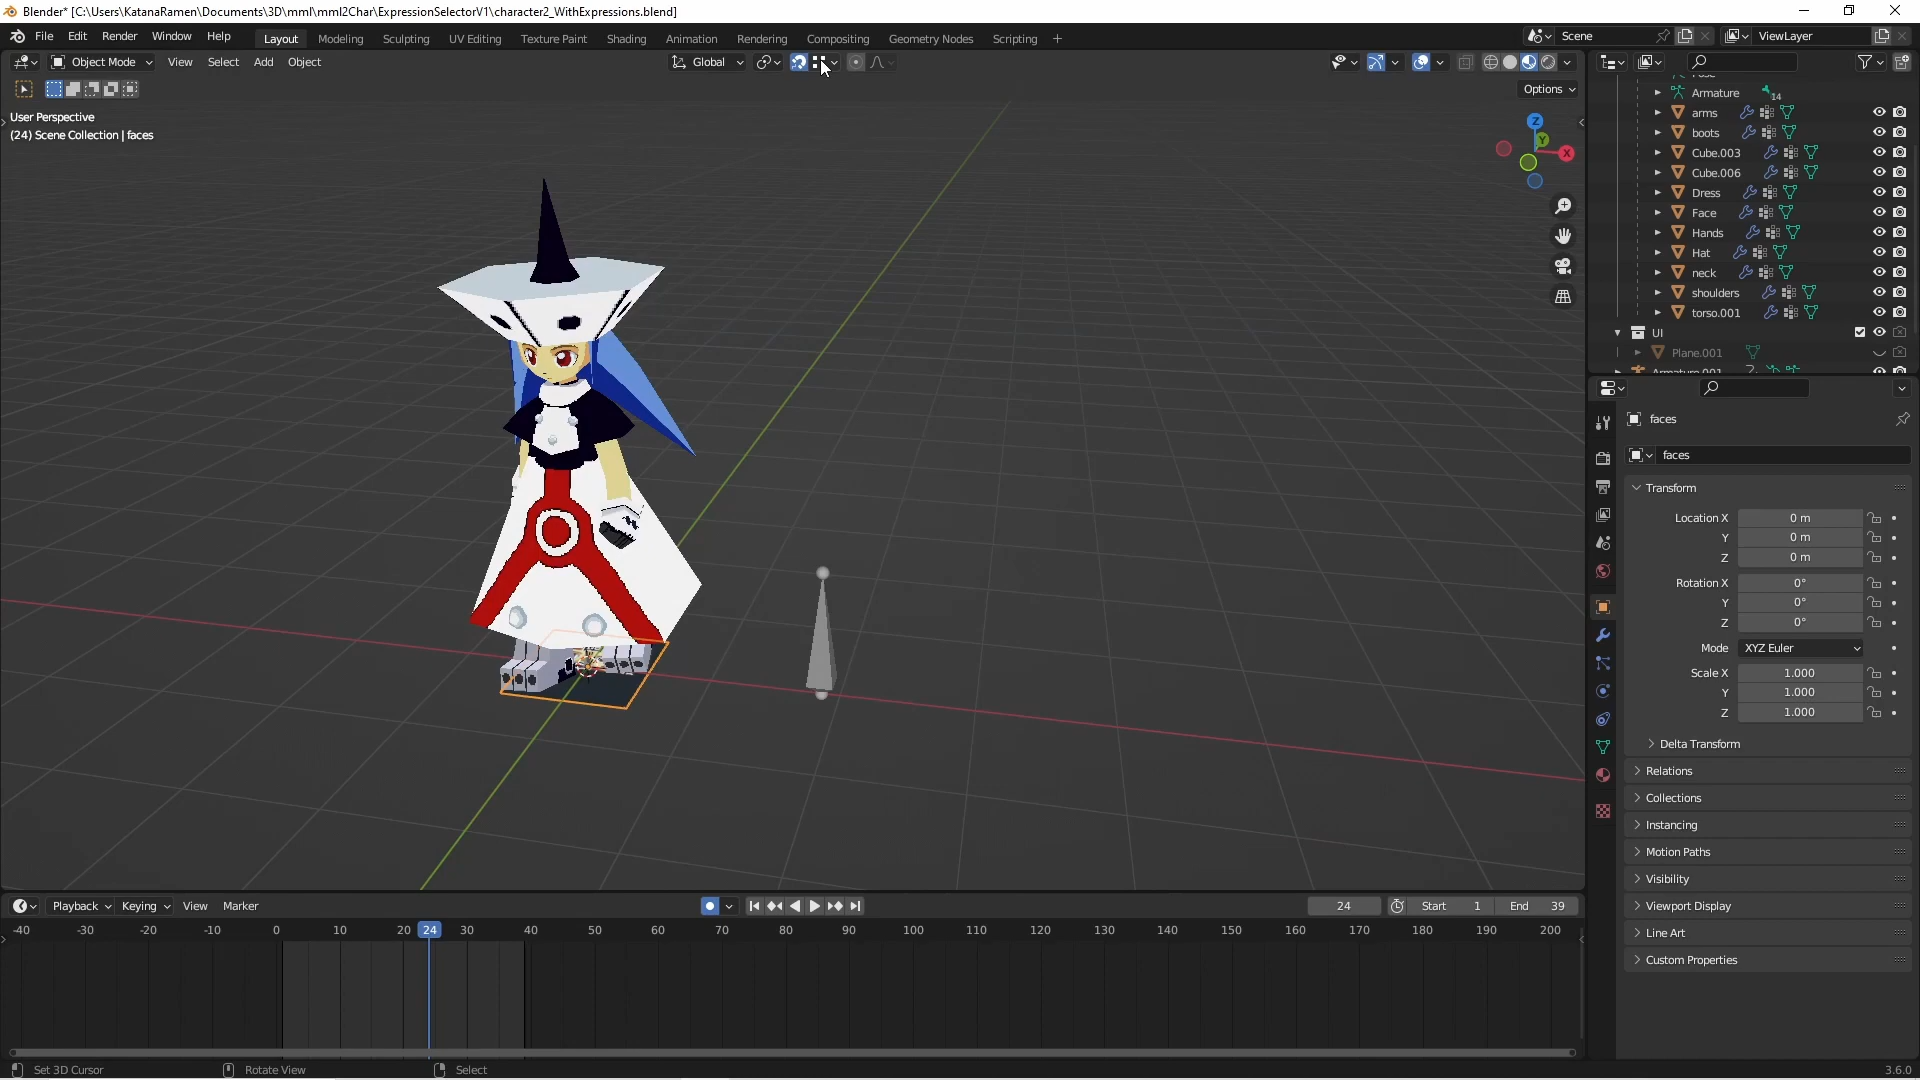 Blender* [C:\Users\KatanaRamen\Documents\3D\mml\mml2Char\ExpressionSelectorV1\character2_WithExpressions.blend]
File Edit Render Window Help Layout Modeling Sculpting UV Editing Texture Paint Shading Animation Rendering Compositing Geometry Nodes Scripting + Scene ViewLayer
Object Mode View Select Add Object Global
Options
User Perspective
(24) Scene Collection | faces
Z
Y
X
Armature 14
arms
boots
Cube.003
Cube.006
Dress
Face
Hands
Hat
neck
shoulders
torso.001
UI
Plane.001
Armature.001
faces
faces
Transform
Location X 0 m
Y 0 m
Z 0 m
Rotation X 0°
Y 0°
Z 0°
Mode XYZ Euler
Scale X 1.000
Y 1.000
Z 1.000
Delta Transform
Relations
Collections
Instancing
Motion Paths
Visibility
Viewport Display
Line Art
Custom Properties
Playback Keying View Marker 24 Start 1 End 39
-40 -30 -20 -10 0 10 20 24 30 40 50 60 70 80 90 100 110 120 130 140 150 160 170 180 190 200
Set 3D Cursor Rotate View Select 3.6.0